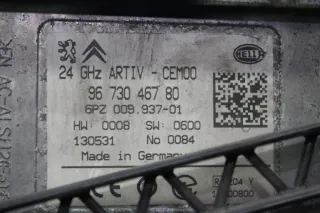 HELLA
24 GHz ARTIV - CEM00
96 730 467 80
6PZ 009.937-01
HW: 0008 SW: 0600
130531 No 0084
Made in Germany